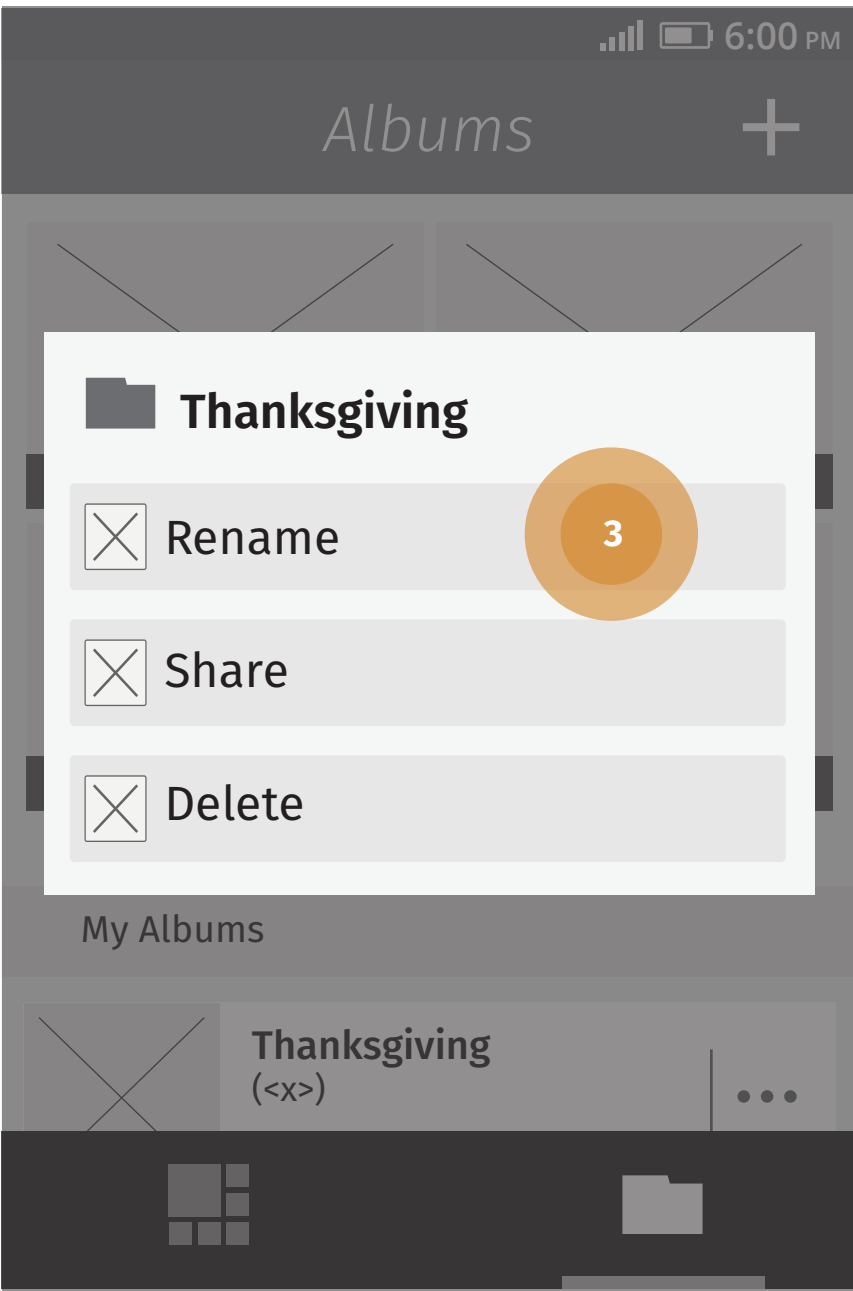 6:00 PM
Albums
Thanksgiving
Rename
3
Share
Delete
My Albums
Thanksgiving
(<x>)